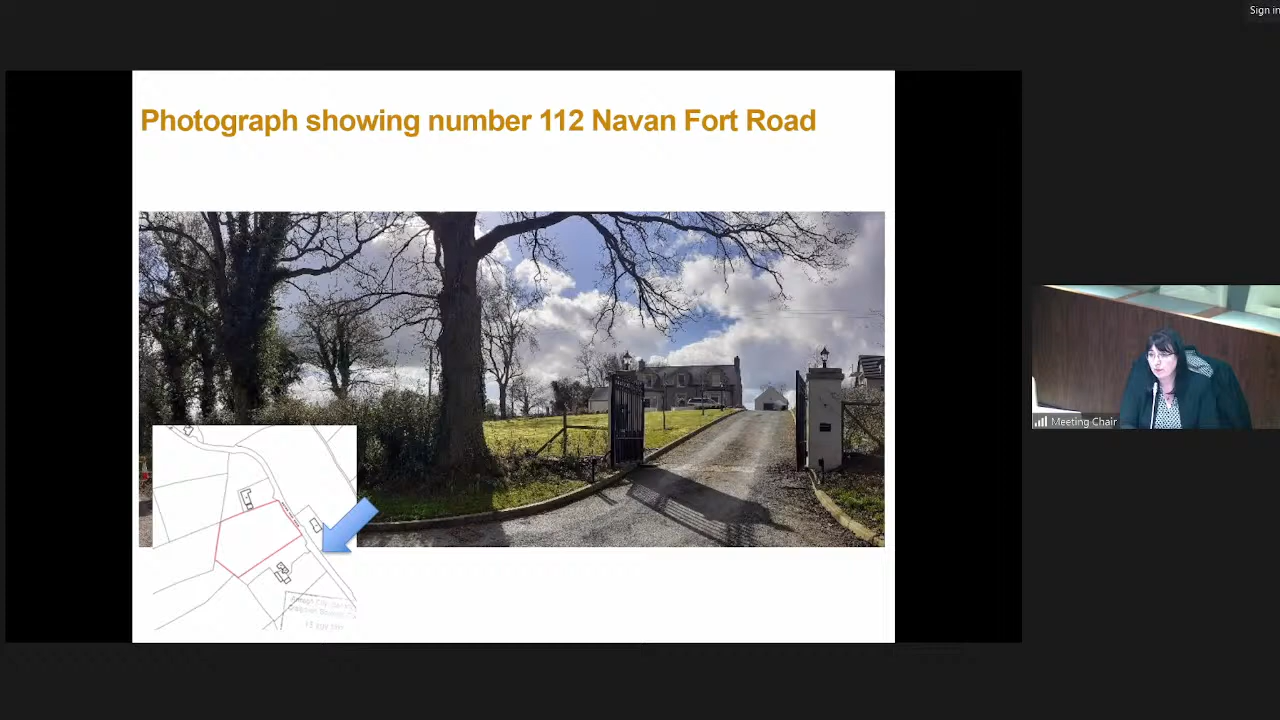 Sign in
Photograph showing number 112 Navan Fort Road
Meeting Chair